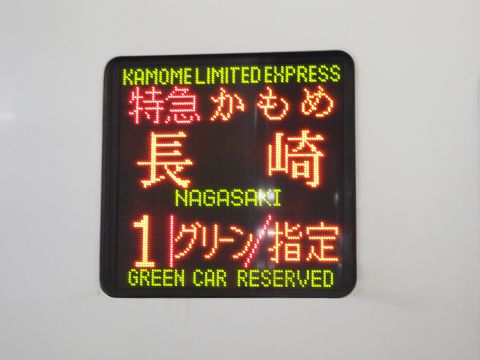 KAMOME LIMITED EXPRESS
特急 かもめ
長崎
NAGASAKI
1 グリーン/指定
GREEN CAR RESERVED